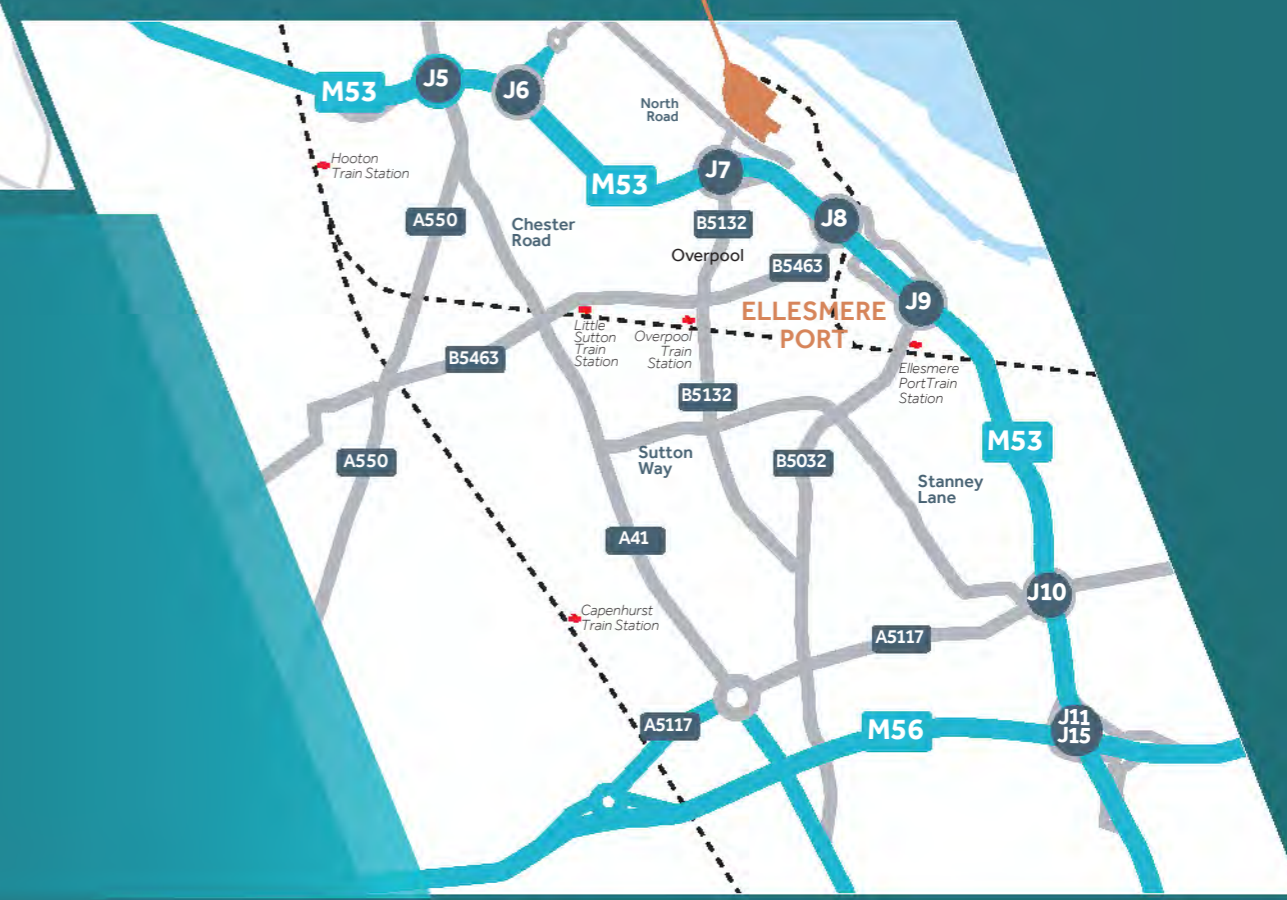 M53
J5
J6
North
Road
Hooton
Train Station
M53
J7
A550
Chester
Road
B5132
J8
Overpool
B5463
ELLESMERE
PORT
J9
Little
Sutton
Train
Station
Overpool
Train
Station
B5463
Ellesmere
PortTrain
Station
B5132
M53
A550
Sutton
Way
B5032
Stanney
Lane
A41
J10
Capenhurst
Train Station
A5117
A5117
M56
J11
J15